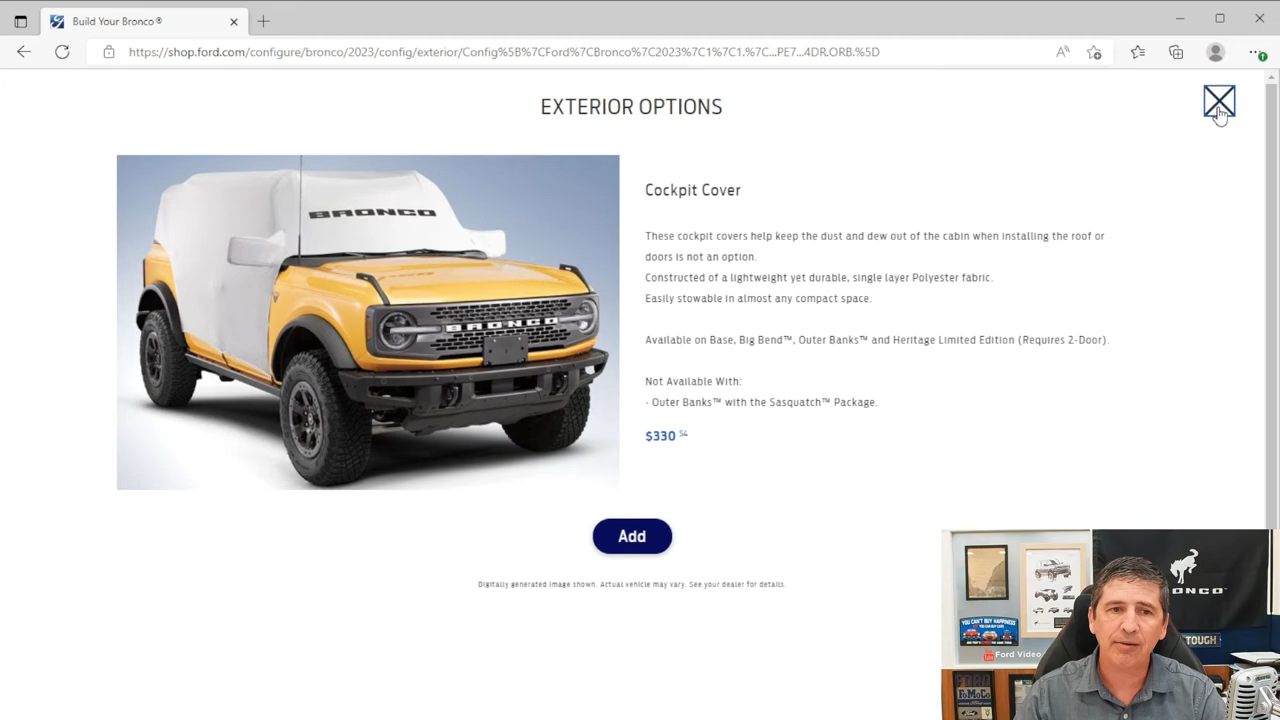 Build Your Bronco®
https://shop.ford.com/configure/bronco/2023/config/exterior/Config%5B%7CFord%7CBronco%7C2023%7C1%7C1.%7C...PE7...4DR.ORB.%5D
EXTERIOR OPTIONS
BRONCO
BRONCO
Cockpit Cover
These cockpit covers help keep the dust and dew out of the cabin when installing the roof or
doors is not an option.
Constructed of a lightweight yet durable, single layer Polyester fabric.
Easily stowable in almost any compact space.
Available on Base, Big Bend™, Outer Banks™ and Heritage Limited Edition (Requires 2-Door).
Not Available With:
· Outer Banks™ with the Sasquatch™ Package.
$330 S4
Add
Digitally generated image shown. Actual vehicle may vary. See your dealer for details.
YOU CAN'T BUY HAPPINESS
Ford Video
RONCO™
TOUGH
FORD
FoMoCo